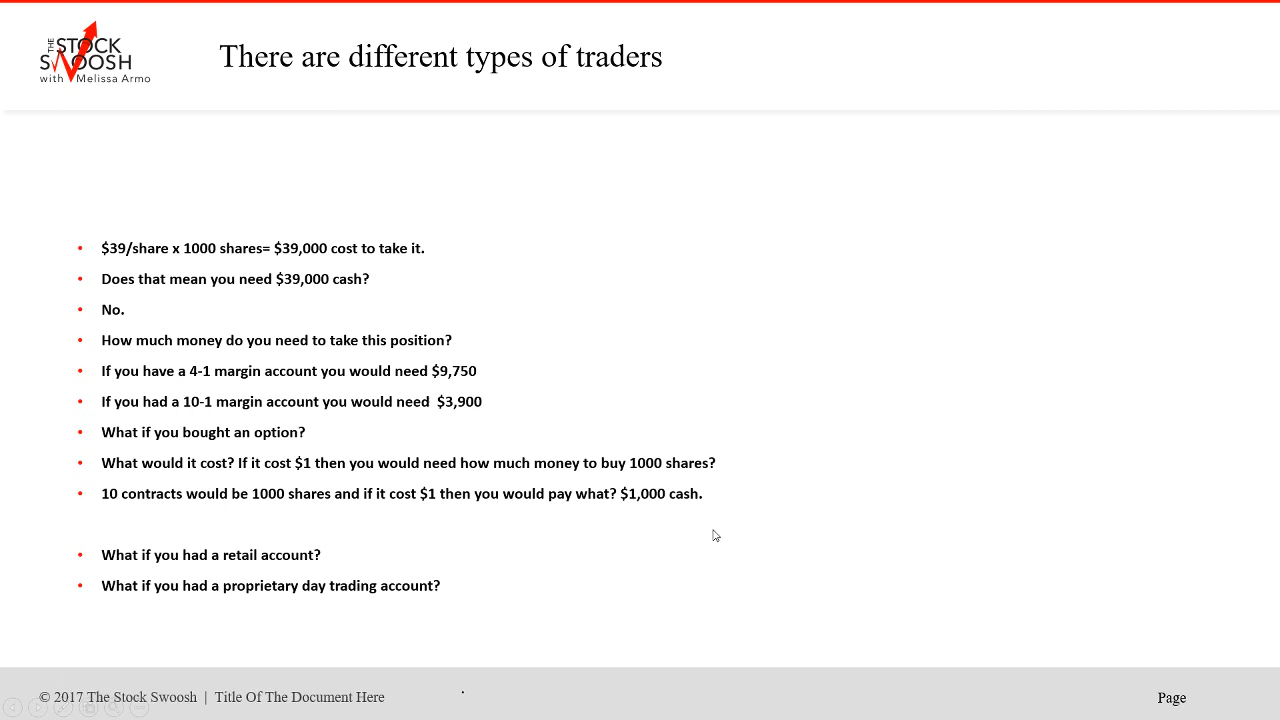 THE STOCK
SWOOSH
with Melissa Armo
There are different types of traders
• $39/share x 1000 shares= $39,000 cost to take it.
• Does that mean you need $39,000 cash?
• No.
• How much money do you need to take this position?
• If you have a 4-1 margin account you would need $9,750
• If you had a 10-1 margin account you would need  $3,900
• What if you bought an option?
• What would it cost? If it cost $1 then you would need how much money to buy 1000 shares?
• 10 contracts would be 1000 shares and if it cost $1 then you would pay what? $1,000 cash.
• What if you had a retail account?
• What if you had a proprietary day trading account?
© 2017 The Stock Swoosh | Title Of The Document Here
.
Page